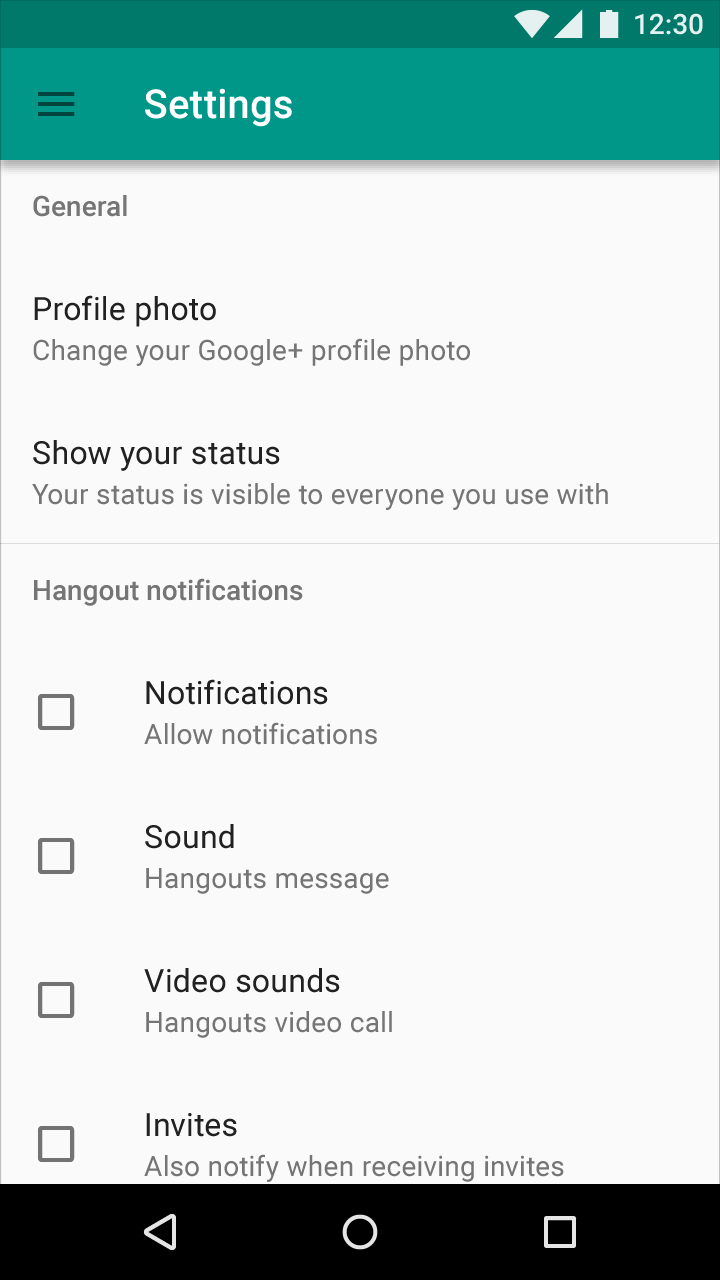 12:30
Settings
General
Profile photo
Change your Google+ profile photo
Show your status
Your status is visible to everyone you use with
Hangout notifications
Notifications
Allow notifications
Sound
Hangouts message
Video sounds
Hangouts video call
Invites
Also notify when receiving invites